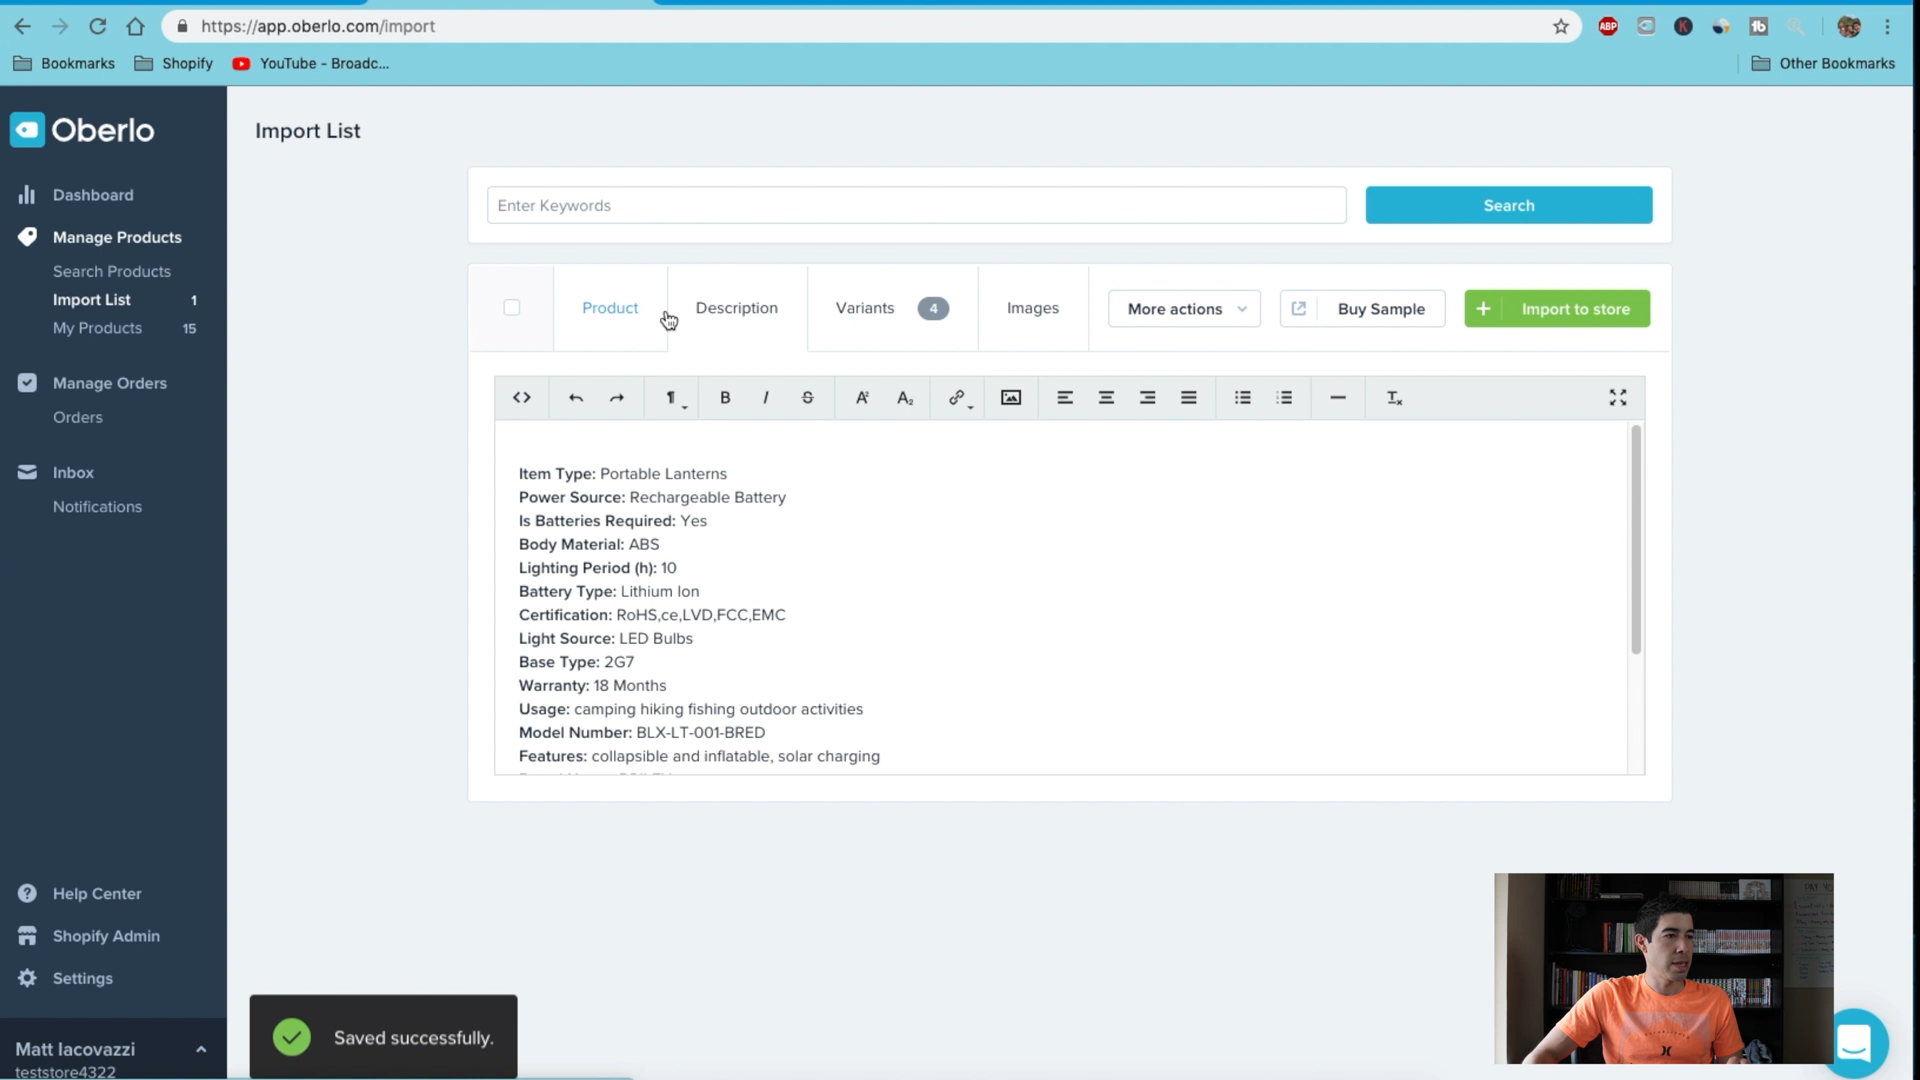 https://app.oberlo.com/import
ABP
K
tb
Bookmarks
Shopify
YouTube - Broadc...
Other Bookmarks
Oberlo
Import List
Dashboard
Manage Products
Search Products
Import List 1
My Products 15
Manage Orders
Orders
Inbox
Notifications
Enter Keywords
Search
Product
Description
Variants 4
Images
More actions
Buy Sample
Import to store
Item Type: Portable Lanterns
Power Source: Rechargeable Battery
Is Batteries Required: Yes
Body Material: ABS
Lighting Period (h): 10
Battery Type: Lithium Ion
Certification: RoHS,ce,LVD,FCC,EMC
Light Source: LED Bulbs
Base Type: 2G7
Warranty: 18 Months
Usage: camping hiking fishing outdoor activities
Model Number: BLX-LT-001-BRED
Features: collapsible and inflatable, solar charging
Help Center
Shopify Admin
Settings
Matt Iacovazzi
teststore4322
Saved successfully.